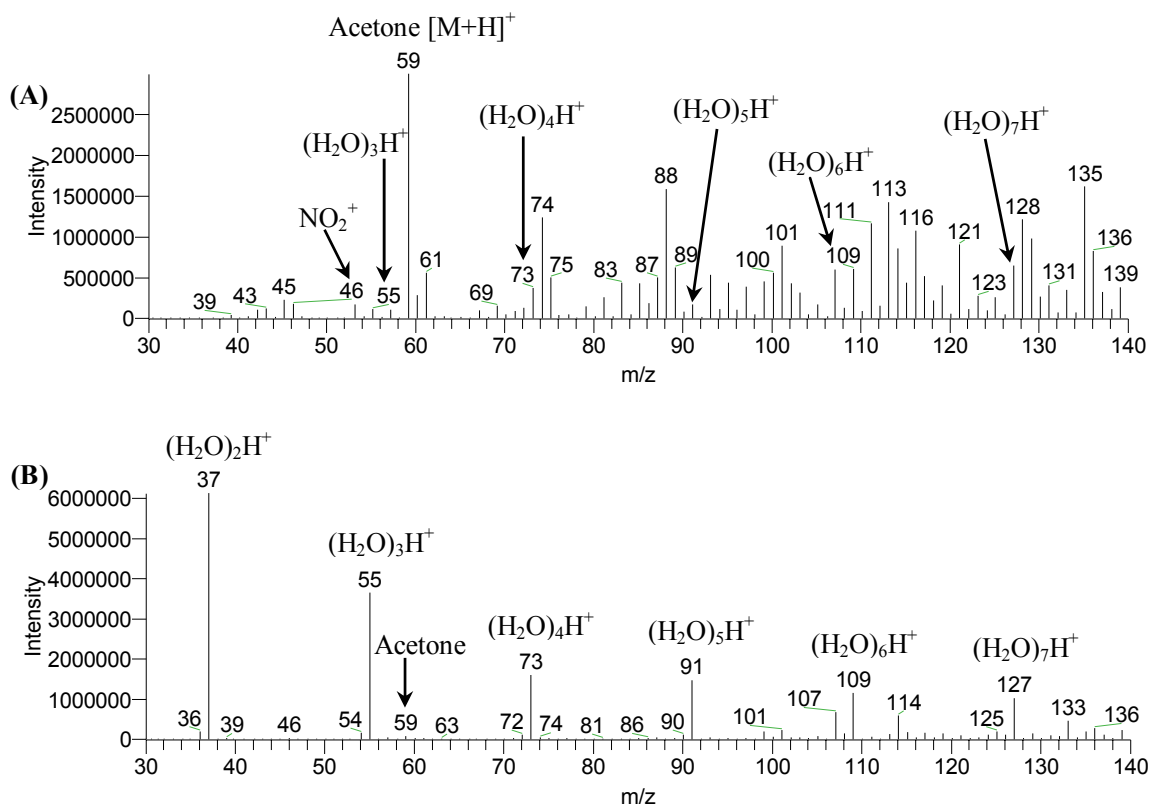 Acetone [M+H]⁺
(A)
59
2500000
2000000
1500000
1000000
500000
0
Intensity
NO₂⁺
(H₂O)₃H⁺
(H₂O)₄H⁺
(H₂O)₅H⁺
(H₂O)₆H⁺
(H₂O)₇H⁺
39 43 45 46 55 61 69 73 74 75 83 87 88 89 100 101 109 111 113 116 121 123 128 131 135 136 139
30 40 50 60 70 80 90 100 110 120 130 140
m/z
(B)
(H₂O)₂H⁺
37
6000000
5000000
4000000
3000000
2000000
1000000
0
Intensity
(H₂O)₃H⁺
55
Acetone
(H₂O)₄H⁺
73
(H₂O)₅H⁺
91
(H₂O)₆H⁺
109
(H₂O)₇H⁺
127
36 39 46 54 59 63 72 74 81 86 90 101 107 114 125 133 136
30 40 50 60 70 80 90 100 110 120 130 140
m/z